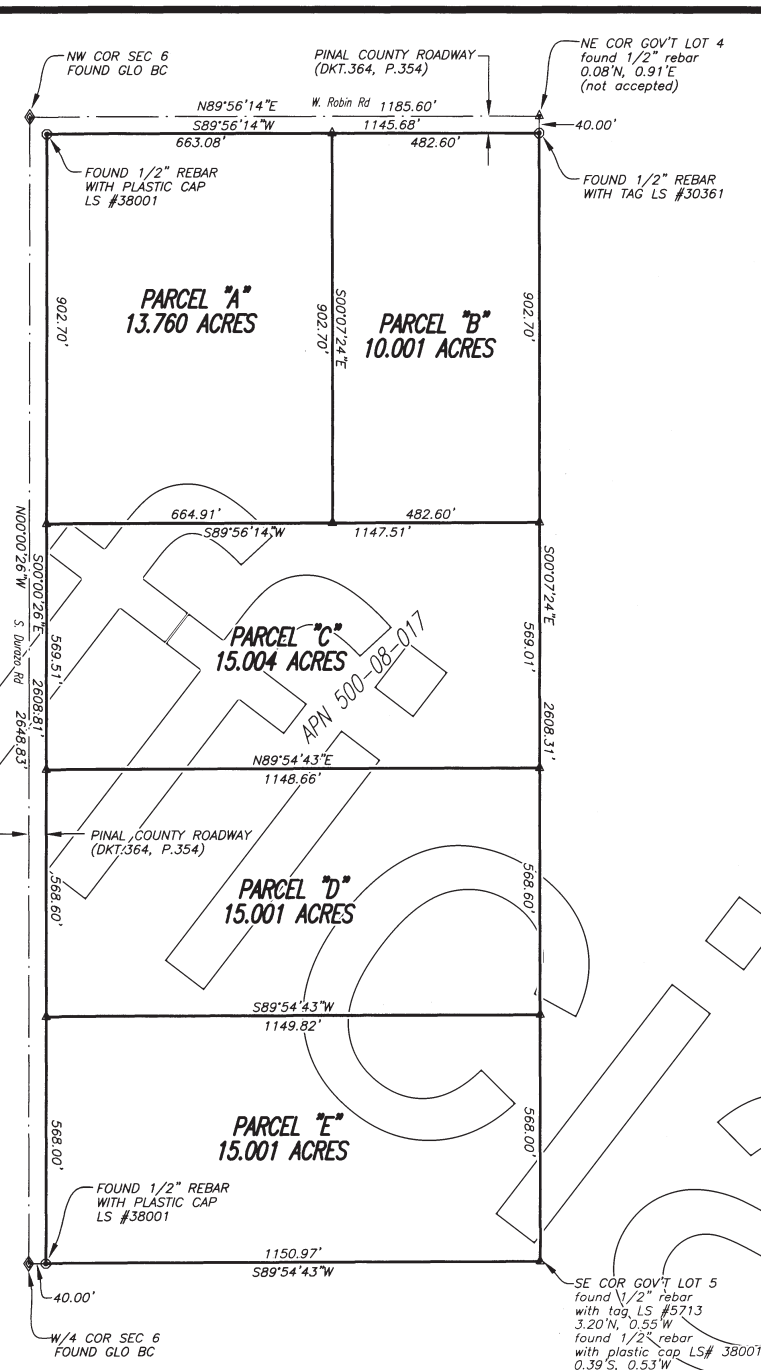 NW COR SEC 6
FOUND GLO BC
PINAL COUNTY ROADWAY
(DKT.364, P.354)
NE COR GOV'T LOT 4
found 1/2" rebar
0.08'N, 0.91'E
(not accepted)
N89°56'14"E
W. Robin Rd
1185.60'
S89°56'14"W
1145.68'
40.00'
663.08'
482.60'
FOUND 1/2" REBAR
WITH PLASTIC CAP
LS #38001
FOUND 1/2" REBAR
WITH TAG LS #30361
PARCEL "A"
13.760 ACRES
PARCEL "B"
10.001 ACRES
902.70'
902.70'
S00°07'24"E
902.70'
664.91'
482.60'
S89°56'14"W
1147.51'
N00°00'26"W
S. Durazo Rd
2648.83'
S00°00'26"E
2608.81'
569.51'
S00°07'24"E
2608.31'
569.01'
PARCEL "C"
15.004 ACRES
APN 500-08-017
N89°54'43"E
1148.66'
PINAL COUNTY ROADWAY
(DKT.364, P.354)
568.60'
568.60'
PARCEL "D"
15.001 ACRES
S89°54'43"W
1149.82'
568.00'
568.00'
PARCEL "E"
15.001 ACRES
FOUND 1/2" REBAR
WITH PLASTIC CAP
LS #38001
1150.97'
S89°54'43"W
40.00'
W/4 COR SEC 6
FOUND GLO BC
SE COR GOV'T LOT 5
found 1/2" rebar
with tag LS #5713
3.20'N, 0.55'W
found 1/2" rebar
with plastic cap LS# 38001
0.39'S, 0.53'W